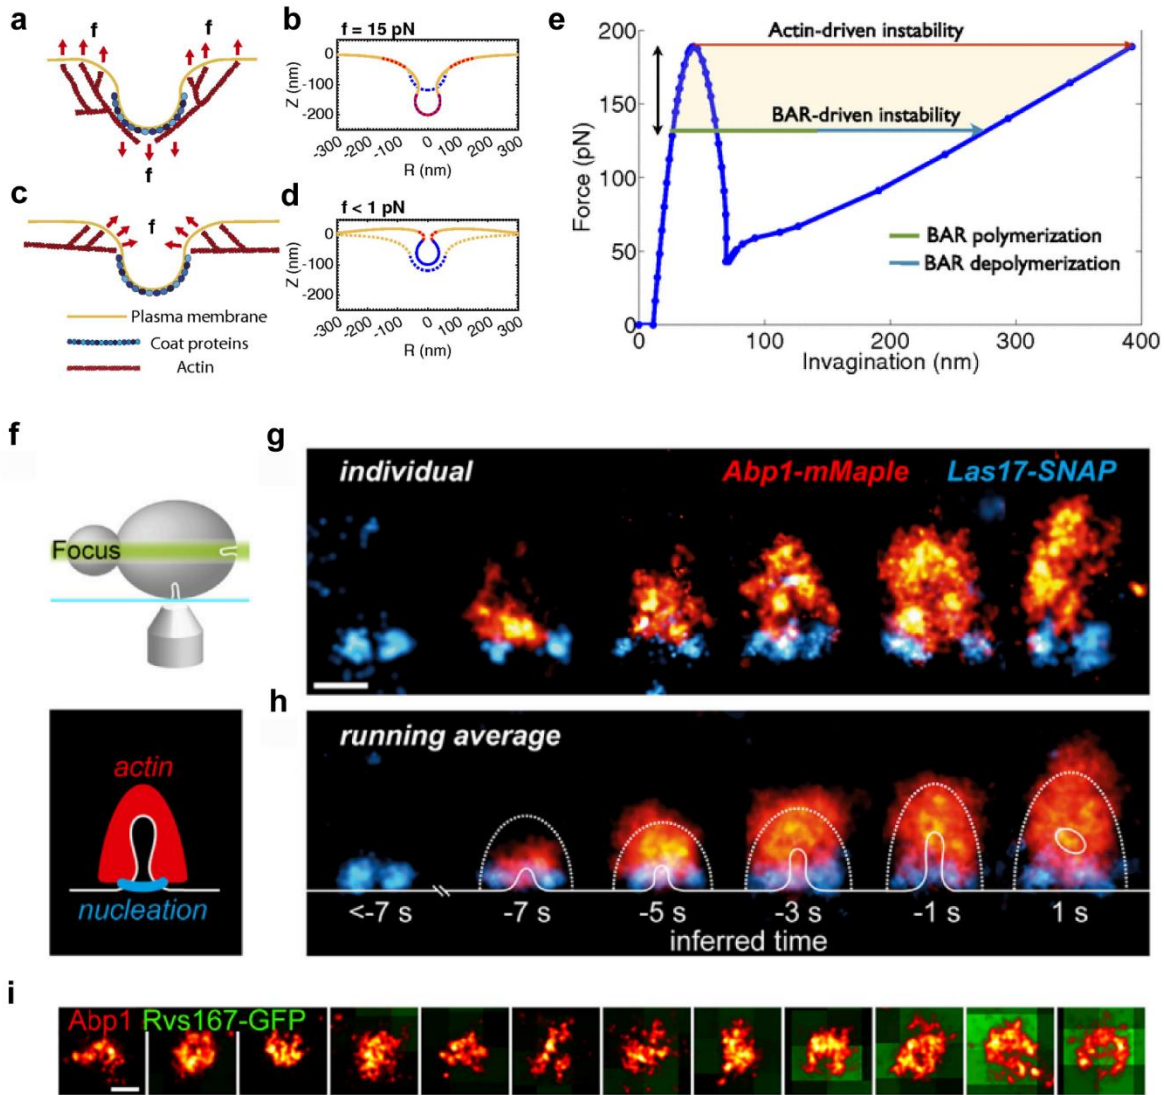 a
f
f
f
b
f = 15 pN
Z (nm)
0
-100
-200
-300
-200
-100
0
100
200
300
R (nm)
c
f
d
f < 1 pN
Z (nm)
0
-100
-200
-300
-200
-100
0
100
200
300
R (nm)
Plasma membrane
Coat proteins
Actin
e
Force (pN)
200
150
100
50
0
Actin-driven instability
BAR-driven instability
BAR polymerization
BAR depolymerization
0
100
200
300
400
Invagination (nm)
f
Focus
actin
nucleation
g
individual
Abp1-mMaple
Las17-SNAP
h
running average
<-7 s
-7 s
-5 s
-3 s
-1 s
1 s
inferred time
i
Abp1 Rvs167-GFP